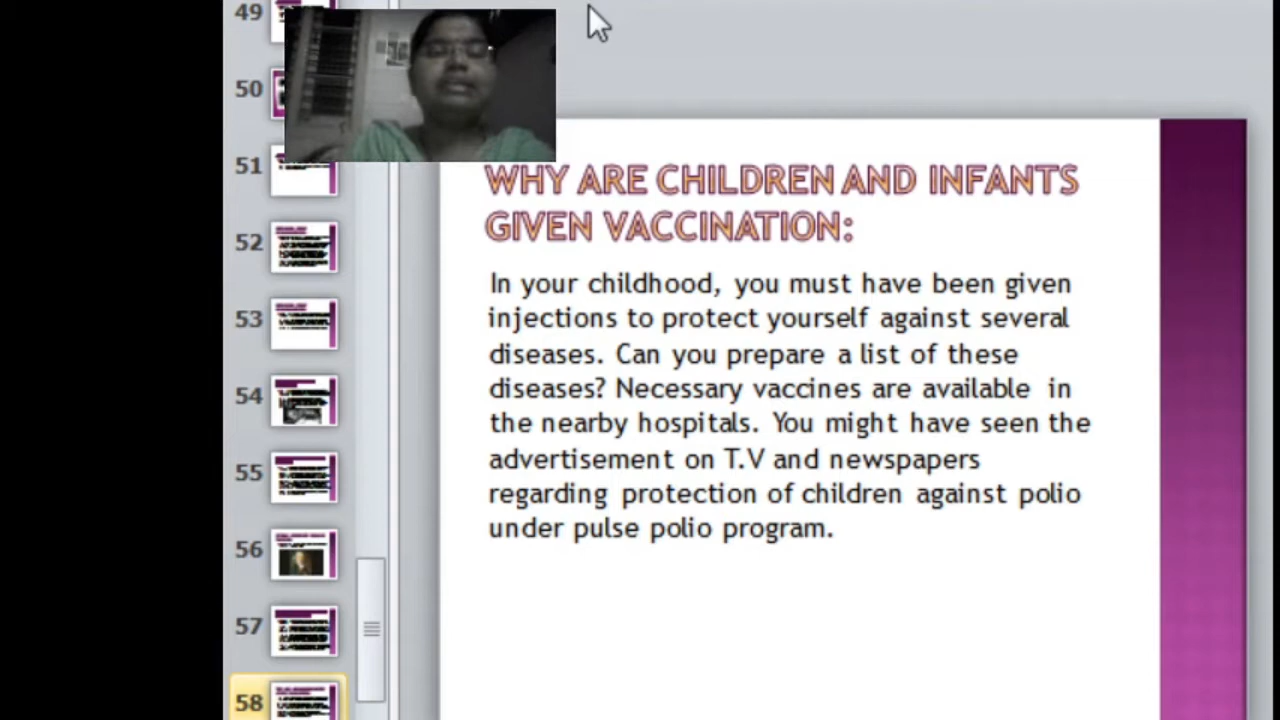 49
50
51
52
53
54
55
56
57
58
WHY ARE CHILDREN AND INFANTS
GIVEN VACCINATION:
In your childhood, you must have been given
injections to protect yourself against several
diseases. Can you prepare a list of these
diseases? Necessary vaccines are available in
the nearby hospitals. You might have seen the
advertisement on T.V and newspapers
regarding protection of children against polio
under pulse polio program.